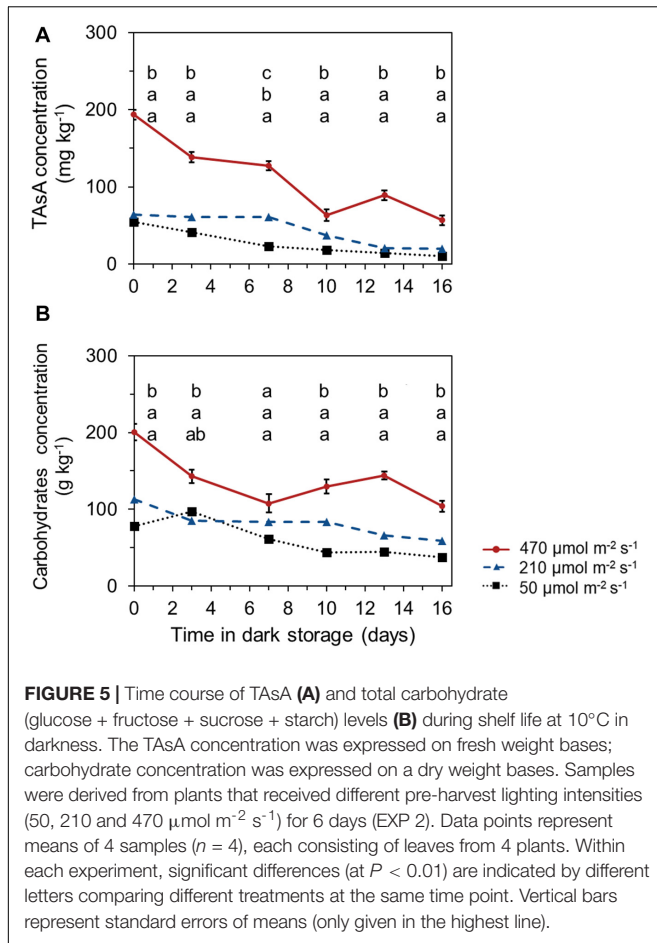 A
300
200
100
0
TAsA concentration
(mg kg⁻¹)
b b c b b b
a a b a a a
a a a a a a
0 2 4 6 8 10 12 14 16
B
300
200
100
0
Carbohydrates concentration
(g kg⁻¹)
b b a b b b
a a a a a a
a ab a a a a
0 2 4 6 8 10 12 14 16
Time in dark storage (days)
470 µmol m⁻² s⁻¹
210 µmol m⁻² s⁻¹
50 µmol m⁻² s⁻¹
FIGURE 5 | Time course of TAsA (A) and total carbohydrate
(glucose + fructose + sucrose + starch) levels (B) during shelf life at 10°C in
darkness. The TAsA concentration was expressed on fresh weight bases;
carbohydrate concentration was expressed on a dry weight bases. Samples
were derived from plants that received different pre-harvest lighting intensities
(50, 210 and 470 µmol m⁻² s⁻¹) for 6 days (EXP 2). Data points represent
means of 4 samples (n = 4), each consisting of leaves from 4 plants. Within
each experiment, significant differences (at P < 0.01) are indicated by different
letters comparing different treatments at the same time point. Vertical bars
represent standard errors of means (only given in the highest line).